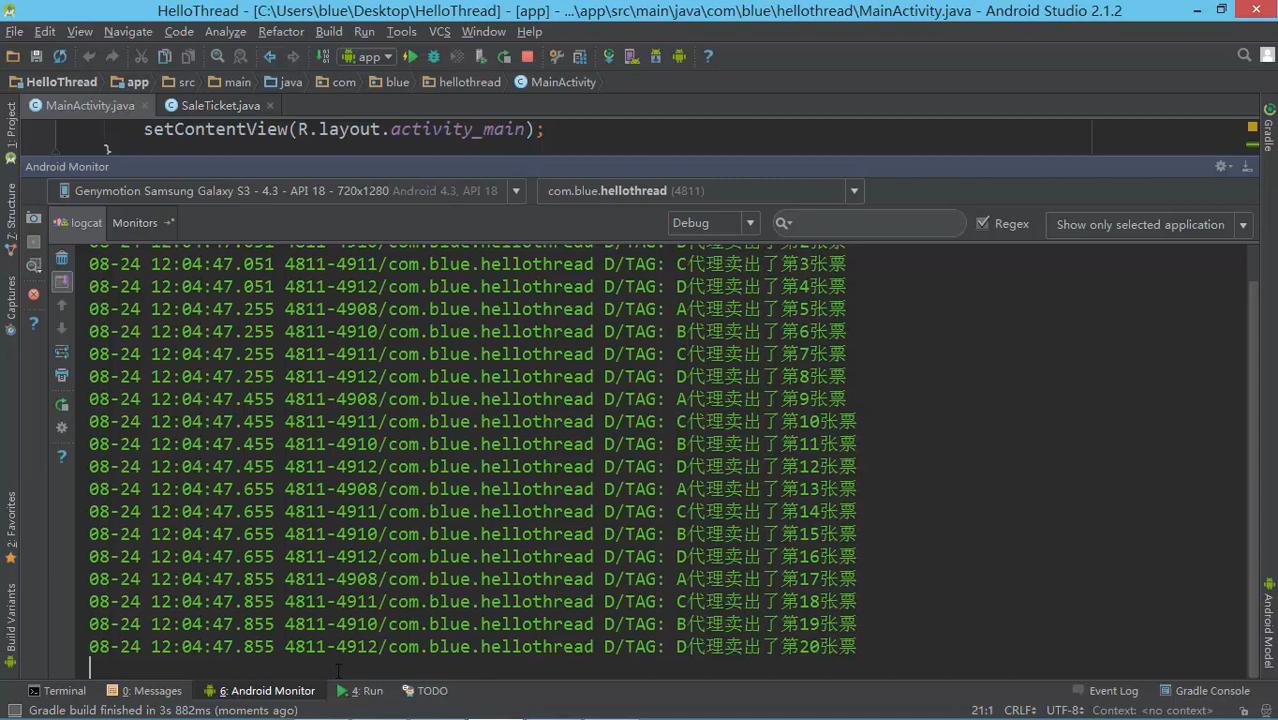 HelloThread - [C:\Users\blue\Desktop\HelloThread] - [app] - ...\app\src\main\java\com\blue\hellothread\MainActivity.java - Android Studio 2.1.2
File Edit View Navigate Code Analyze Refactor Build Run Tools VCS Window Help
app
HelloThread app src main java com blue hellothread MainActivity
MainActivity.java SaleTicket.java
setContentView(R.layout.activity_main);
}
Android Monitor
Genymotion Samsung Galaxy S3 - 4.3 - API 18 - 720x1280 Android 4.3, API 18 com.blue.hellothread (4811)
logcat Monitors Debug Regex Show only selected application
08-24 12:04:47.051 4811-4911/com.blue.hellothread D/TAG: C代理卖出了第3张票
08-24 12:04:47.051 4811-4912/com.blue.hellothread D/TAG: D代理卖出了第4张票
08-24 12:04:47.255 4811-4908/com.blue.hellothread D/TAG: A代理卖出了第5张票
08-24 12:04:47.255 4811-4910/com.blue.hellothread D/TAG: B代理卖出了第6张票
08-24 12:04:47.255 4811-4911/com.blue.hellothread D/TAG: C代理卖出了第7张票
08-24 12:04:47.255 4811-4912/com.blue.hellothread D/TAG: D代理卖出了第8张票
08-24 12:04:47.455 4811-4908/com.blue.hellothread D/TAG: A代理卖出了第9张票
08-24 12:04:47.455 4811-4911/com.blue.hellothread D/TAG: C代理卖出了第10张票
08-24 12:04:47.455 4811-4910/com.blue.hellothread D/TAG: B代理卖出了第11张票
08-24 12:04:47.455 4811-4912/com.blue.hellothread D/TAG: D代理卖出了第12张票
08-24 12:04:47.655 4811-4908/com.blue.hellothread D/TAG: A代理卖出了第13张票
08-24 12:04:47.655 4811-4911/com.blue.hellothread D/TAG: C代理卖出了第14张票
08-24 12:04:47.655 4811-4910/com.blue.hellothread D/TAG: B代理卖出了第15张票
08-24 12:04:47.655 4811-4912/com.blue.hellothread D/TAG: D代理卖出了第16张票
08-24 12:04:47.855 4811-4908/com.blue.hellothread D/TAG: A代理卖出了第17张票
08-24 12:04:47.855 4811-4911/com.blue.hellothread D/TAG: C代理卖出了第18张票
08-24 12:04:47.855 4811-4910/com.blue.hellothread D/TAG: B代理卖出了第19张票
08-24 12:04:47.855 4811-4912/com.blue.hellothread D/TAG: D代理卖出了第20张票
1: Project
7: Structure
Captures
2: Favorites
Build Variants
Gradle
Android Model
Terminal 0: Messages 6: Android Monitor 4: Run TODO Event Log Gradle Console
Gradle build finished in 3s 882ms (moments ago) 21:1 CRLF UTF-8 Context: <no context>